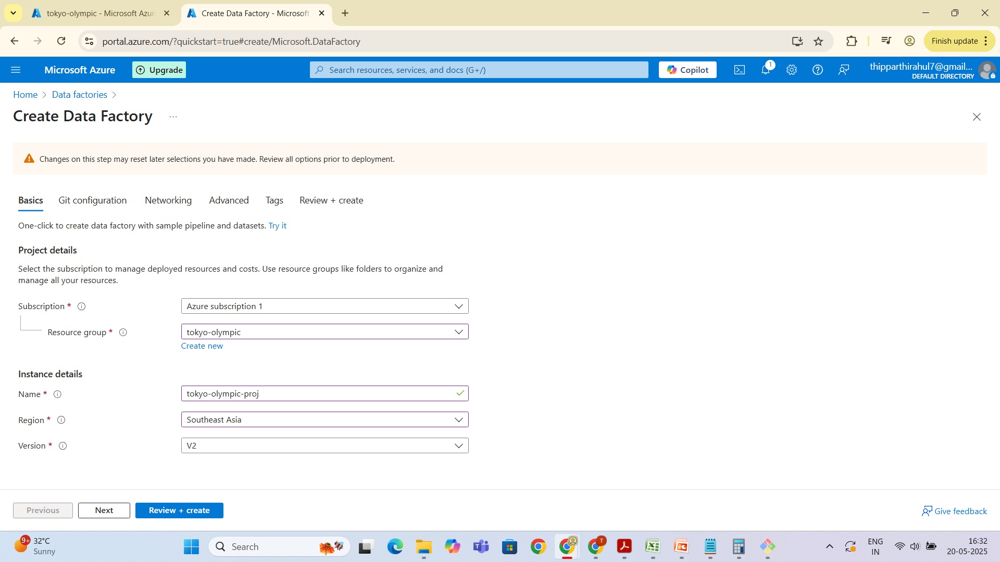 tokyo-olympic - Microsoft Azur
Create Data Factory - Microsoft
portal.azure.com/?quickstart=true#create/Microsoft.DataFactory
Finish update
Microsoft Azure
Upgrade
Search resources, services, and docs (G+/)
Copilot
1
thipparthirahul7@gmail...
DEFAULT DIRECTORY
Home
Data factories
Create Data Factory
...
Changes on this step may reset later selections you have made. Review all options prior to deployment.
Basics
Git configuration
Networking
Advanced
Tags
Review + create
One-click to create data factory with sample pipeline and datasets. Try it
Project details
Select the subscription to manage deployed resources and costs. Use resource groups like folders to organize and
manage all your resources.
Subscription *
Azure subscription 1
Resource group *
tokyo-olympic
Create new
Instance details
Name *
tokyo-olympic-proj
Region *
Southeast Asia
Version *
V2
Previous
Next
Review + create
Give feedback
9+
32°C
Sunny
Search
T
ENG
IN
16:32
20-05-2025